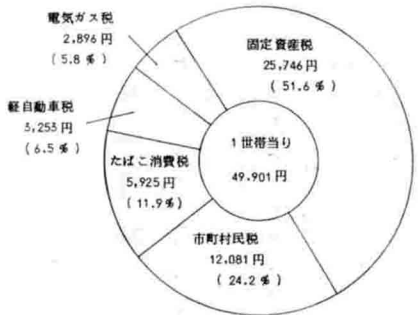 電気ガス税
2,896円
(5.8%)
固定資産税
25,746円
(51.6%)
軽自動車税
3,253円
(6.5%)
1世帯当り
49,901円
たばこ消費税
5,925円
(11.9%)
市町村民税
12,081円
(24.2%)